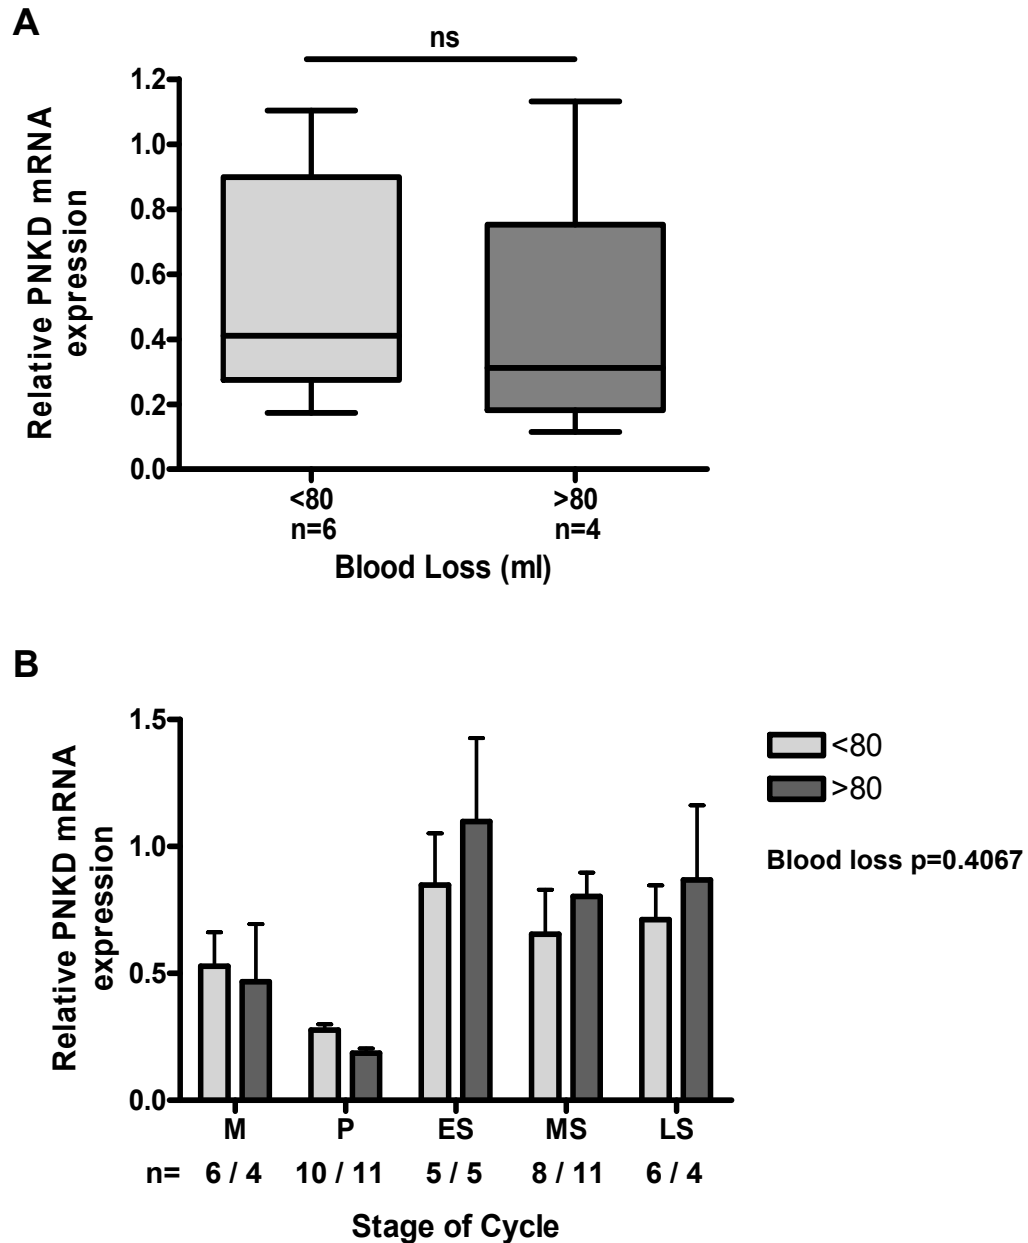 A
ns
Relative PNKD mRNA
expression
1.2
1.0
0.8
0.6
0.4
0.2
0.0
<80
>80
n=6
n=4
Blood Loss (ml)
B
Relative PNKD mRNA
expression
1.5
1.0
0.5
0.0
<80
>80
Blood loss p=0.4067
M P ES MS LS
n= 6 / 4 10 / 11 5 / 5 8 / 11 6 / 4
Stage of Cycle